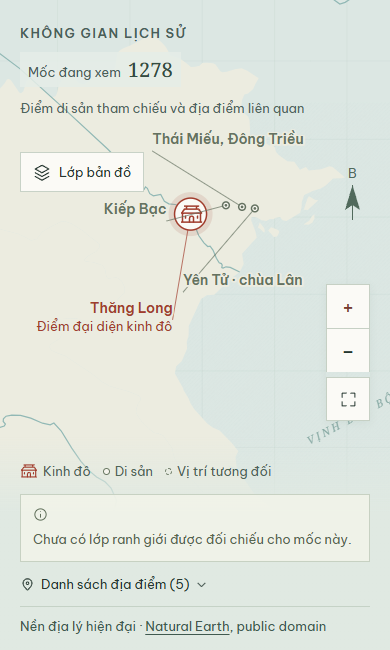 KHÔNG GIAN LỊCH SỬ
Mốc đang xem 1278
Điểm di sản tham chiếu và địa điểm liên quan
Thái Miếu, Đông Triều
Lớp bản đồ
B
Kiếp Bạc
Yên Tử · chùa Lân
Thăng Long
Điểm đại diện kinh đô
+
−
VỊNH
Kinh đô
Di sản
Vị trí tương đối
Chưa có lớp ranh giới được đối chiếu cho mốc này.
Danh sách địa điểm (5)
Nền địa lý hiện đại · Natural Earth, public domain